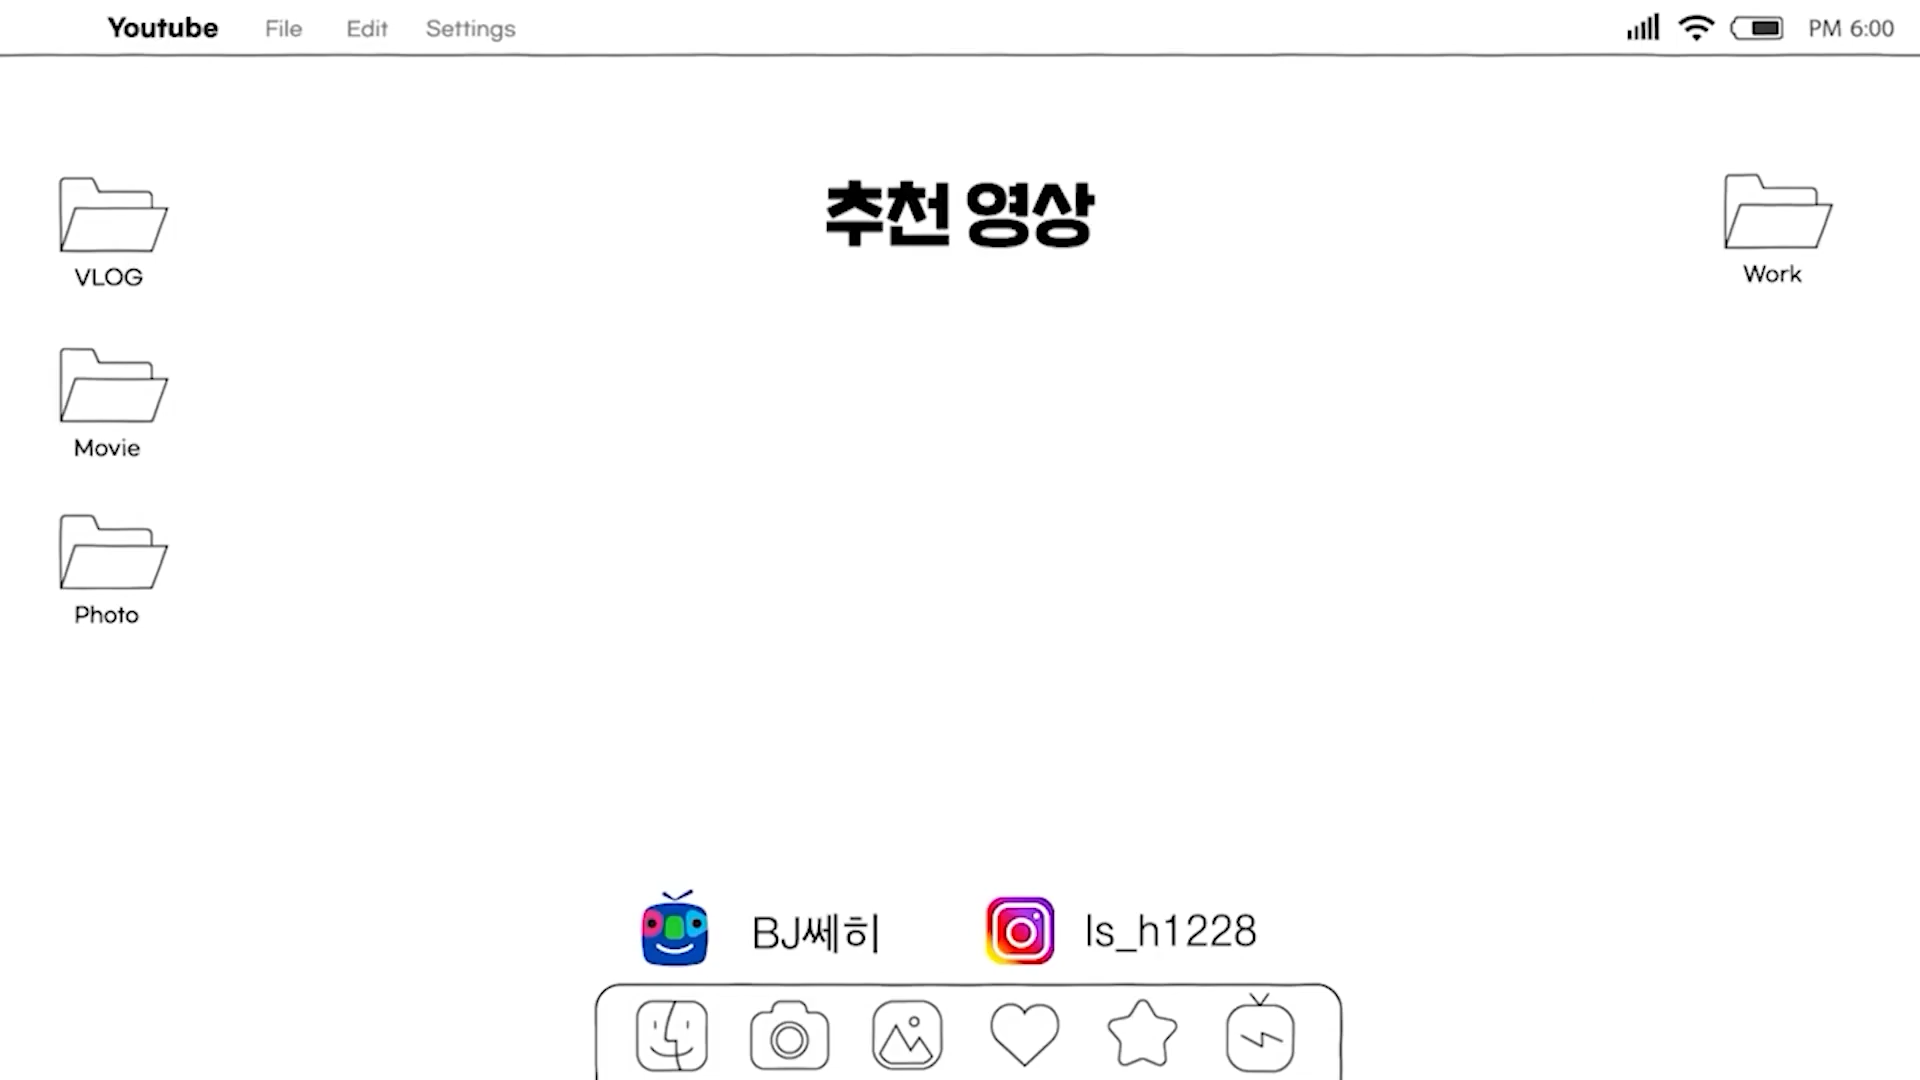 Youtube File Edit Settings PM 6:00
추천 영상
VLOG
Work
Movie
Photo
BJ쎄히 ls_h1228